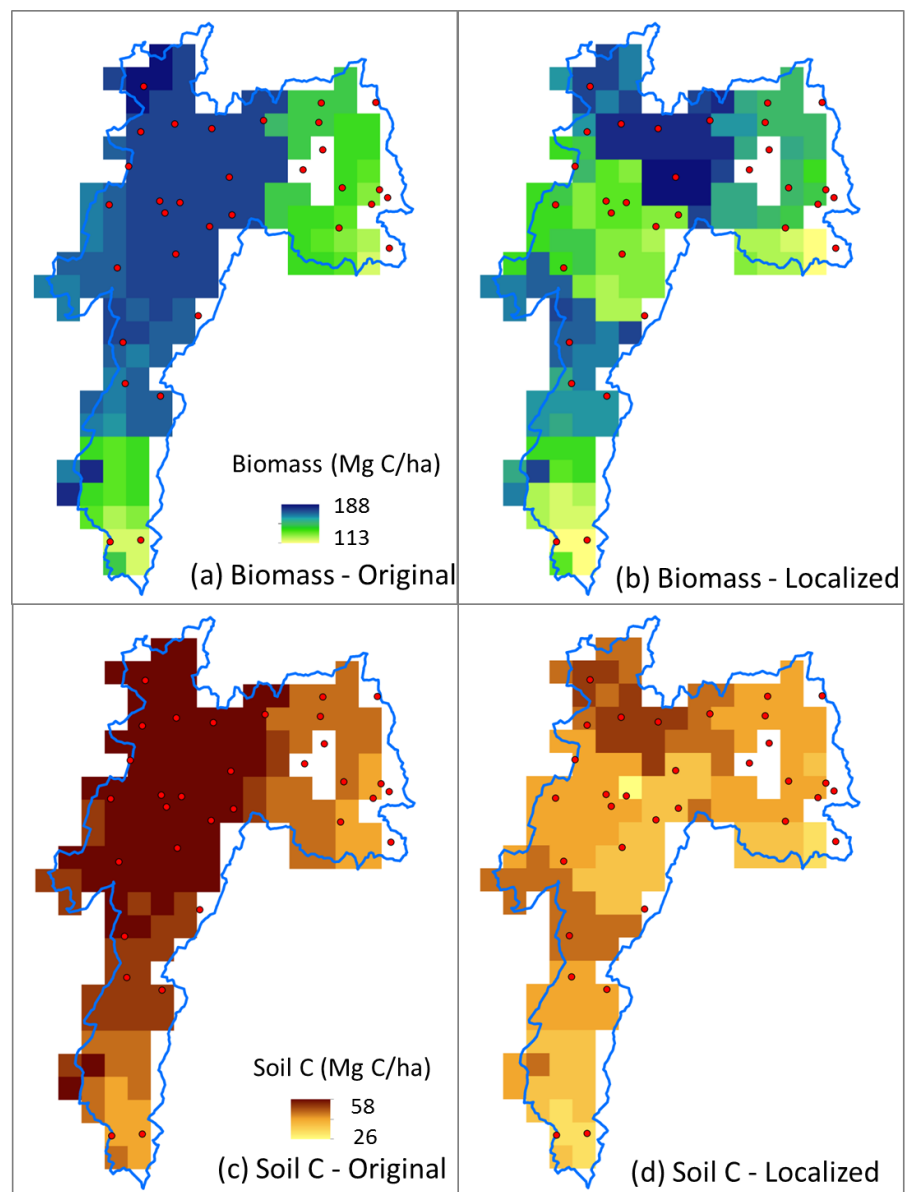 Biomass (Mg C/ha)
188
113
(a) Biomass - Original
(b) Biomass - Localized
Soil C (Mg C/ha)
58
26
(c) Soil C - Original
(d) Soil C - Localized